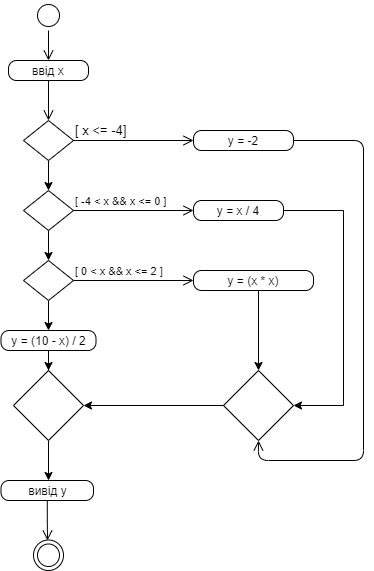 ввід x
[ x <= -4]
y = -2
[ -4 < x && x <= 0 ]
y = x / 4
[ 0 < x && x <= 2 ]
y = (x * x)
y = (10 - x) / 2
вивід y